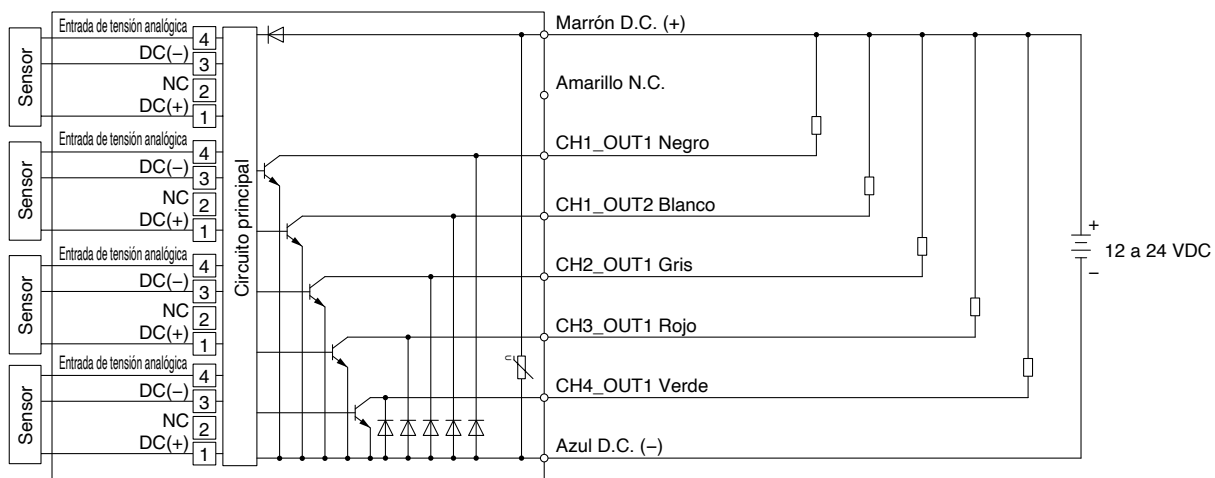 Sensor
Entrada de tensión analógica 4
DC(−) 3
NC 2
DC(+) 1
Sensor
Entrada de tensión analógica 4
DC(−) 3
NC 2
DC(+) 1
Sensor
Entrada de tensión analógica 4
DC(−) 3
NC 2
DC(+) 1
Sensor
Entrada de tensión analógica 4
DC(−) 3
NC 2
DC(+) 1
Circuito principal
U
Marrón D.C. (+)
Amarillo N.C.
CH1_OUT1 Negro
CH1_OUT2 Blanco
CH2_OUT1 Gris
CH3_OUT1 Rojo
CH4_OUT1 Verde
Azul D.C. (−)
+
12 a 24 VDC
−